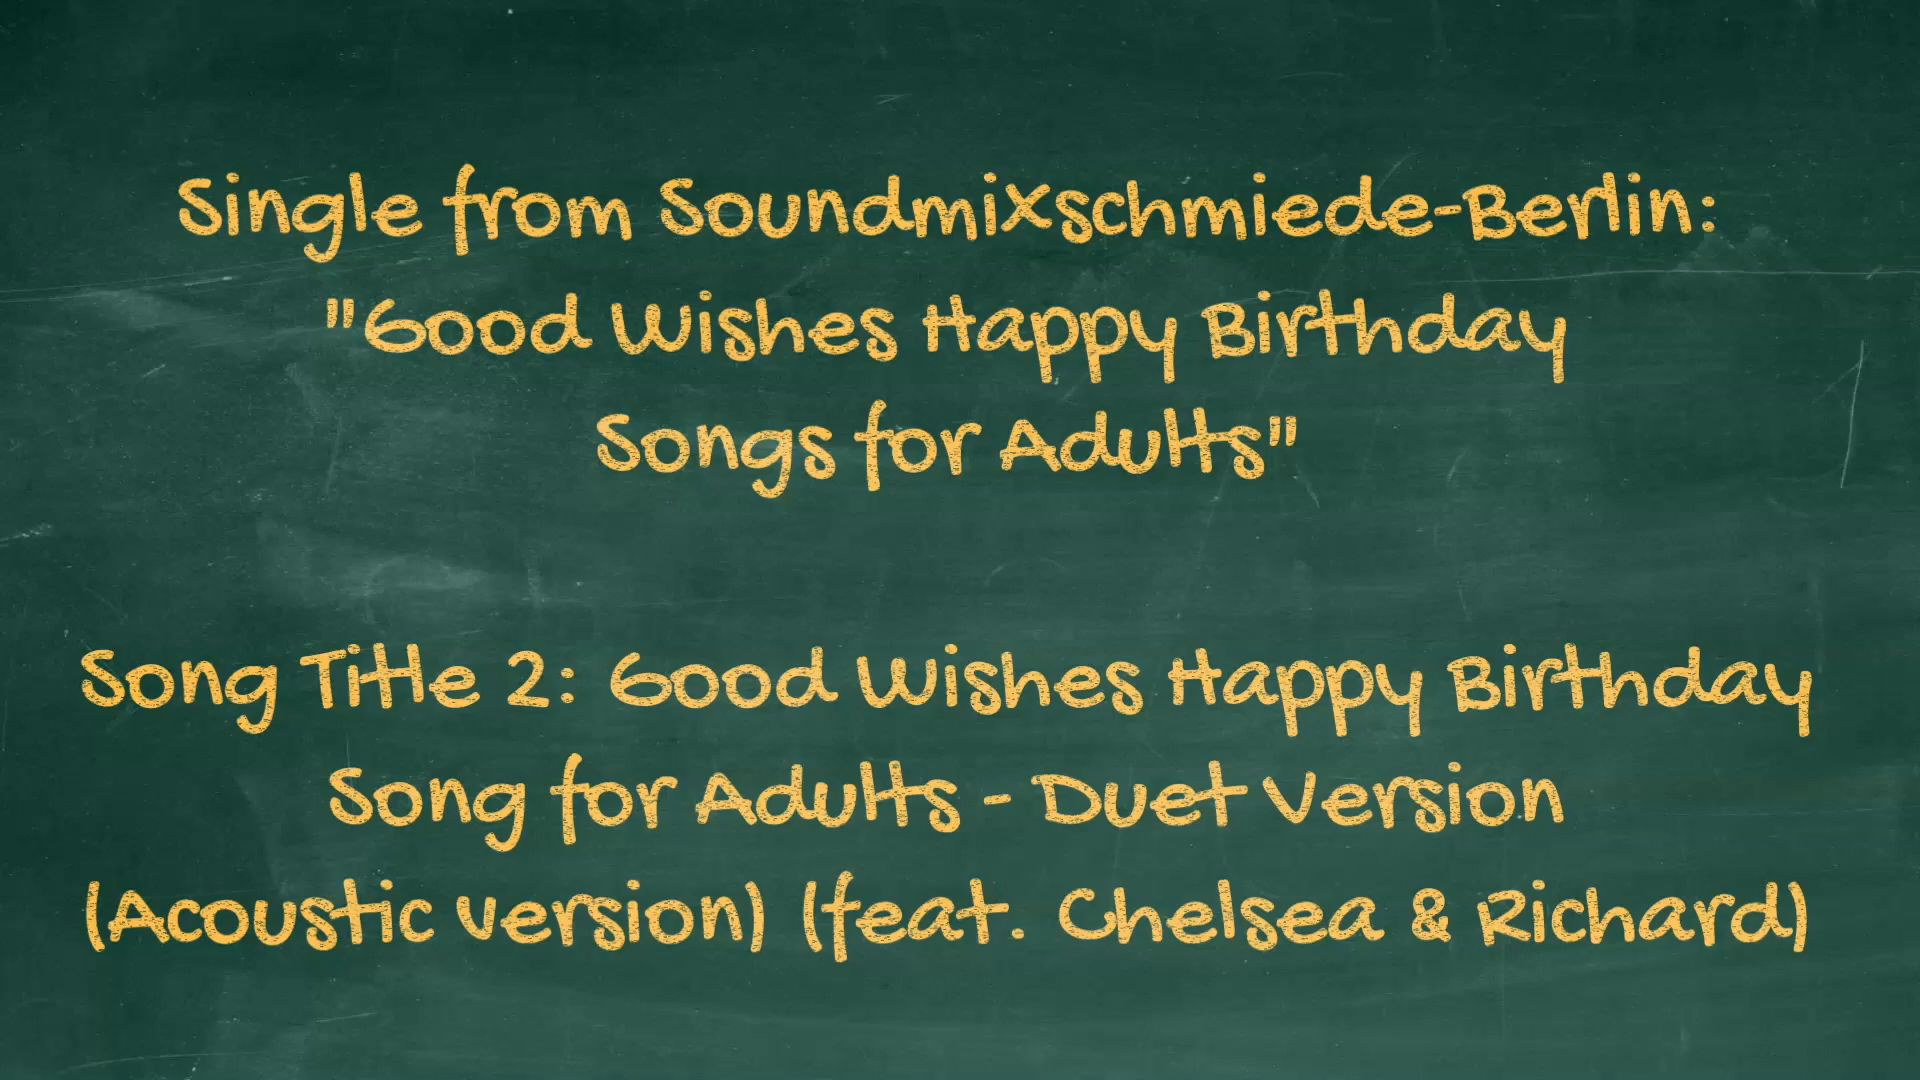 Single from Soundmixschmiede-Berlin:
"Good Wishes Happy Birthday
Songs for Adults"
Song Title 2: Good Wishes Happy Birthday
Song for Adults - Duet Version
(Acoustic version) (feat. Chelsea & Richard)